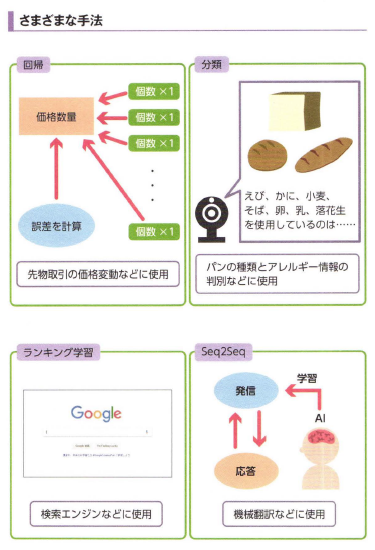 さまざまな手法
回帰
価格数量
個数 ×1
個数 ×1
個数 ×1
・
・
・
個数 ×1
誤差を計算
先物取引の価格変動などに使用
分類
えび、かに、小麦、
そば、卵、乳、落花生
を使用しているのは……
パンの種類とアレルギー情報の
判別などに使用
ランキング学習
Google
検索エンジンなどに使用
Seq2Seq
発信
学習
AI
応答
機械翻訳などに使用